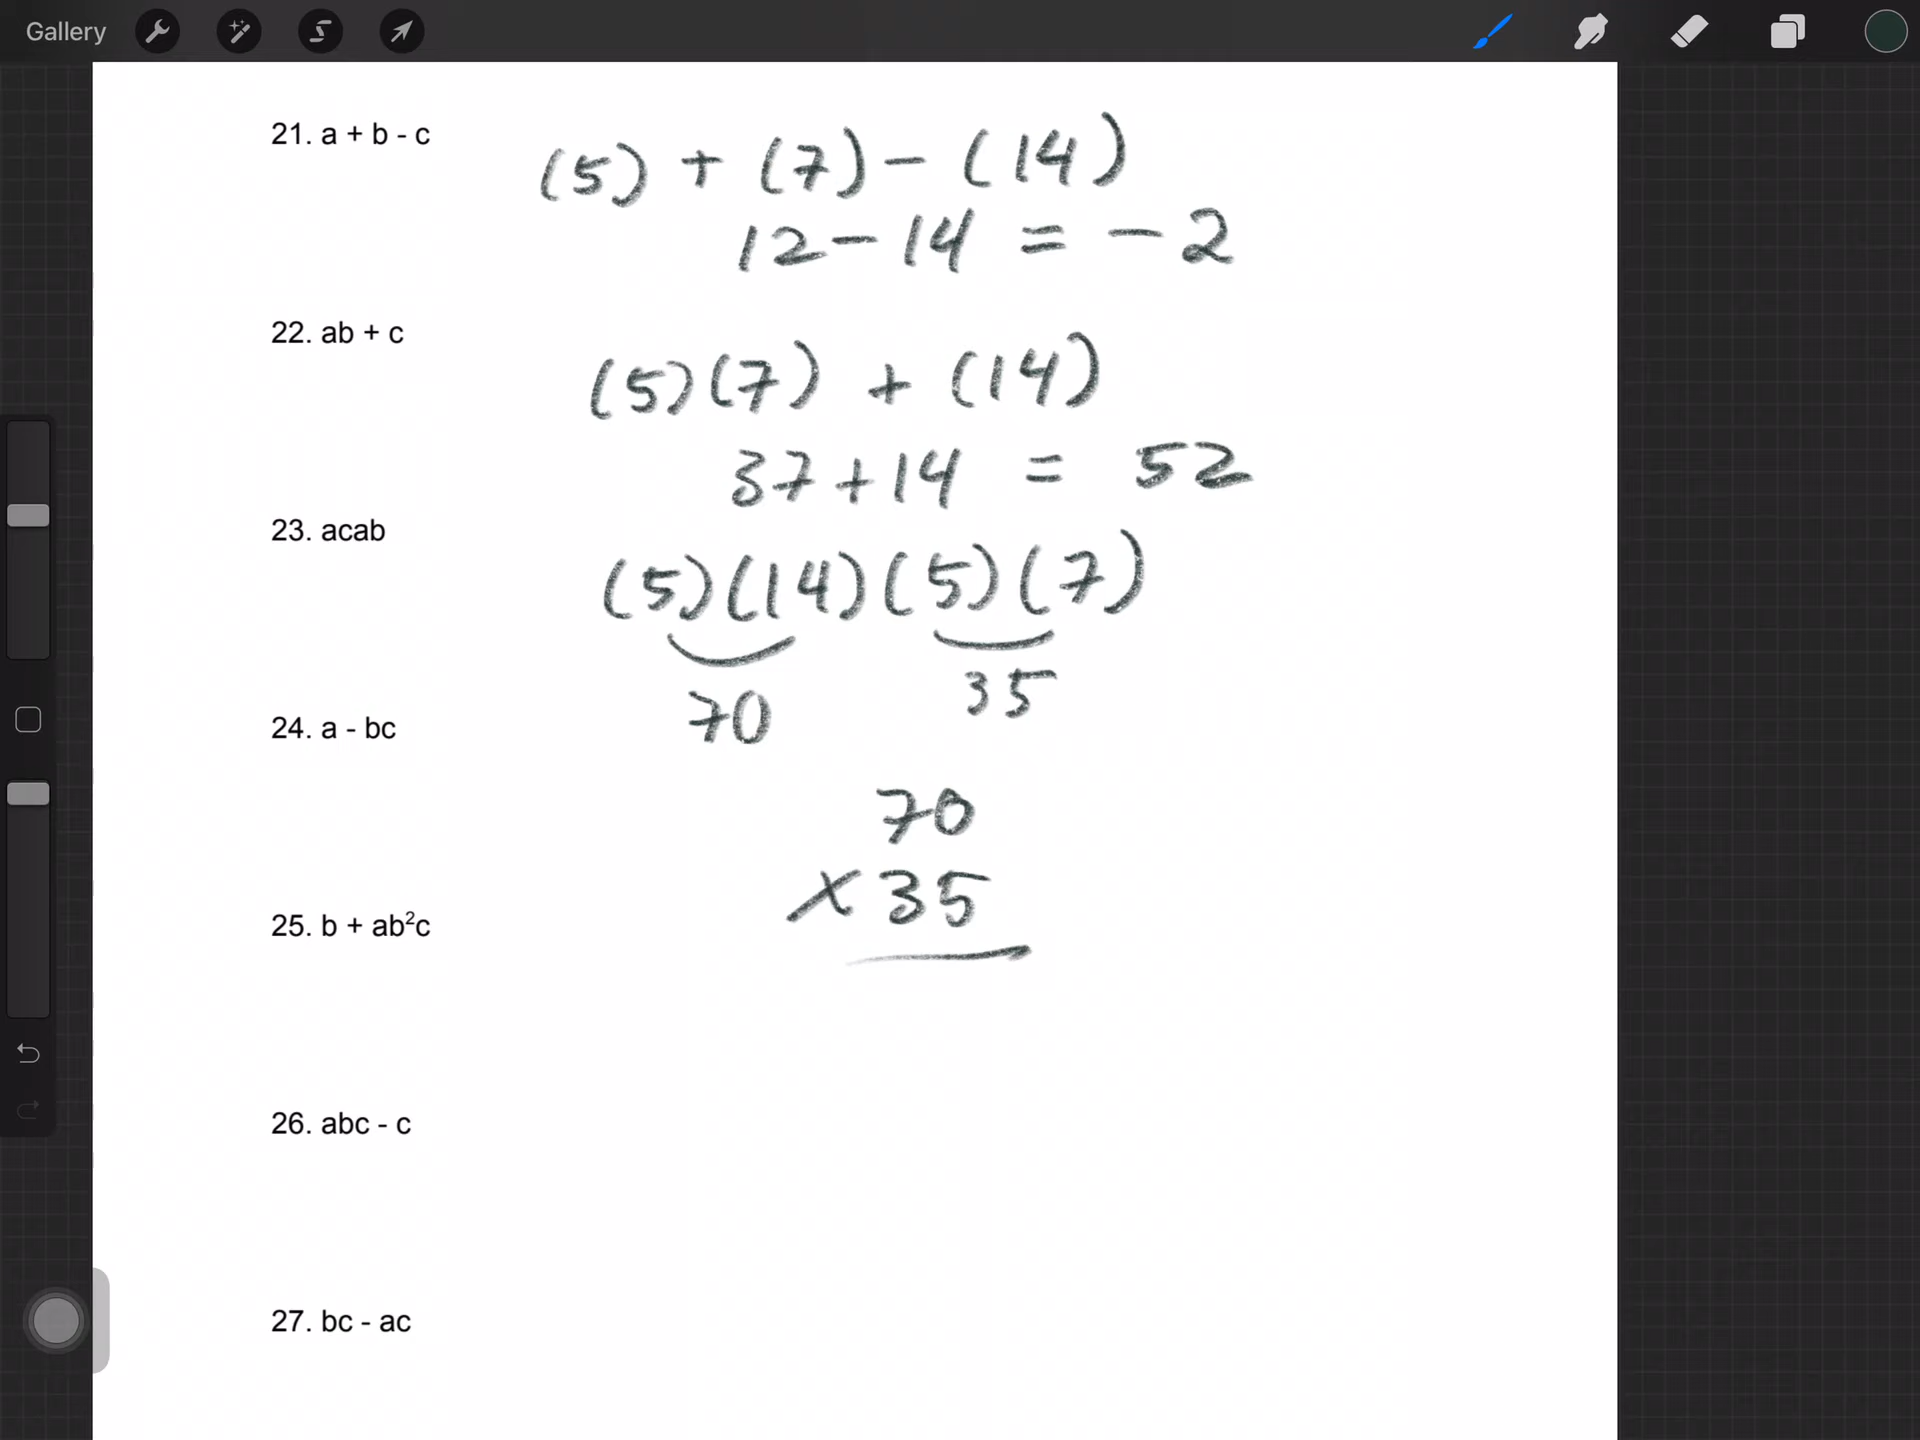 Gallery
21. a + b - c
(5) + (7) - (14)
12 - 14 = - 2
22. ab + c
(5)(7) + (14)
37 + 14 = 52
23. acab
(5)(14)(5)(7)
70 35
24. a - bc
70
x 35
25. b + ab²c
26. abc - c
27. bc - ac